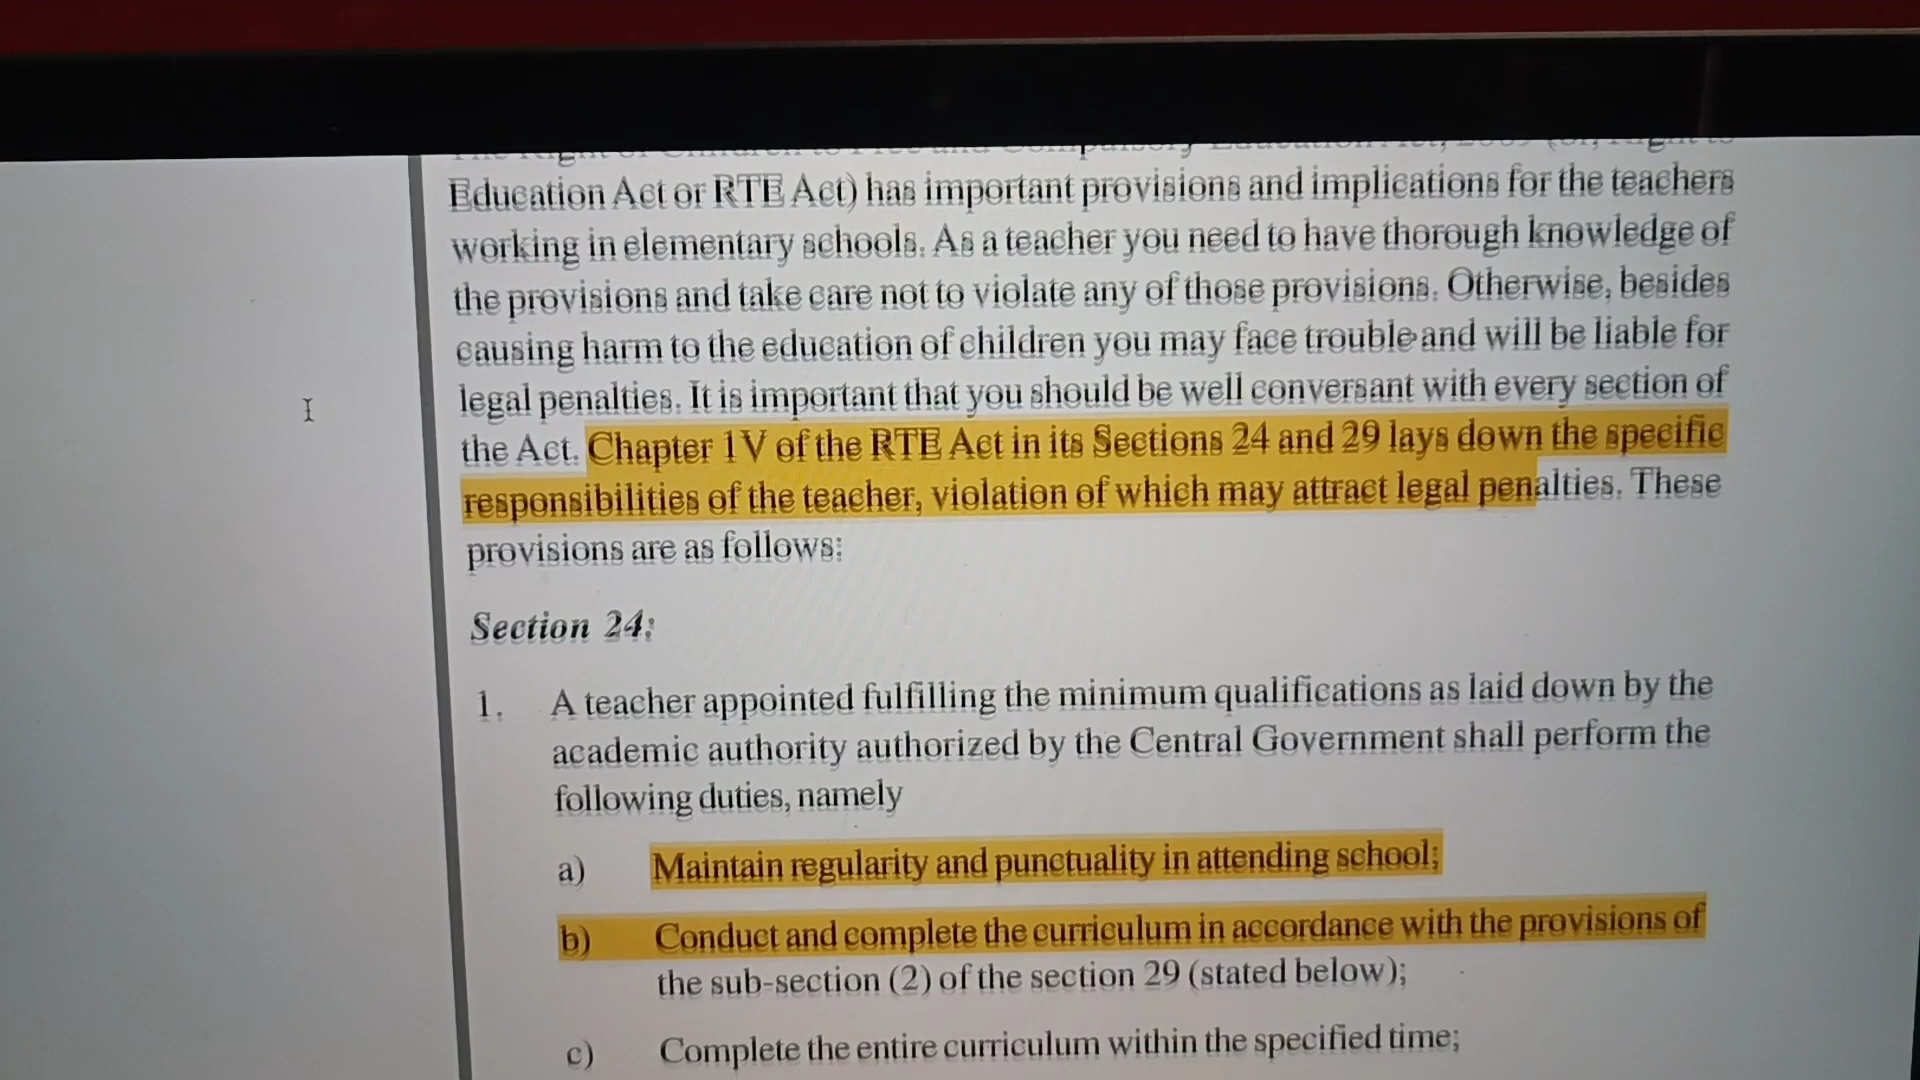 Education Act or RTE Act) has important provisions and implications for the teachers
working in elementary schools. As a teacher you need to have thorough knowledge of
the provisions and take care not to violate any of those provisions. Otherwise, besides
causing harm to the education of children you may face trouble and will be liable for
legal penalties. It is important that you should be well conversant with every section of
the Act. Chapter 1V of the RTE Act in its Sections 24 and 29 lays down the specific
responsibilities of the teacher, violation of which may attract legal penalties. These
provisions are as follows:
Section 24:
1. A teacher appointed fulfilling the minimum qualifications as laid down by the
academic authority authorized by the Central Government shall perform the
following duties, namely
a) Maintain regularity and punctuality in attending school;
b) Conduct and complete the curriculum in accordance with the provisions of
the sub-section (2) of the section 29 (stated below);
c) Complete the entire curriculum within the specified time;